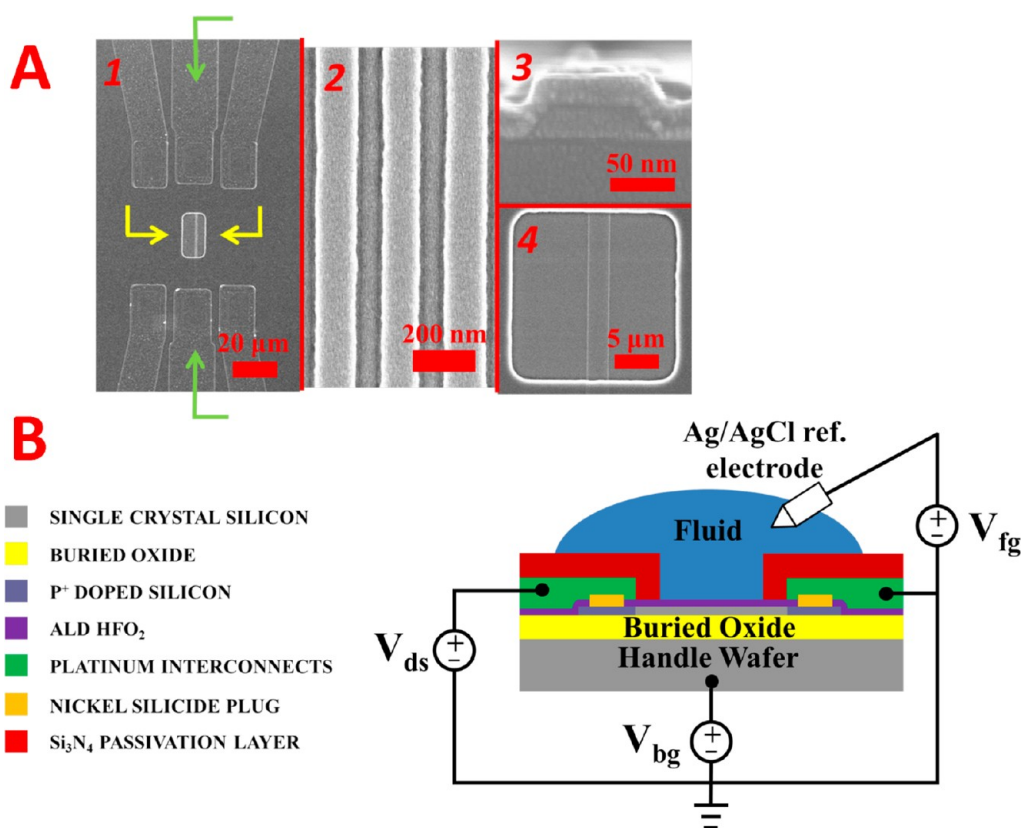 A
1
2
3
50 nm
4
20 µm
200 nm
5 µm
B
Ag/AgCl ref.
electrode
SINGLE CRYSTAL SILICON
BURIED OXIDE
P+ DOPED SILICON
ALD HFO₂
PLATINUM INTERCONNECTS
NICKEL SILICIDE PLUG
Si₃N₄ PASSIVATION LAYER
Fluid
Vfg
Buried Oxide
Vds
Handle Wafer
Vbg